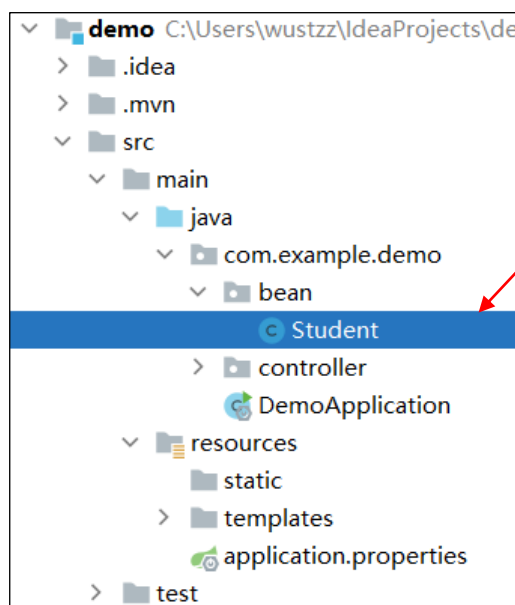 demo C:\Users\wustzz\IdeaProjects\de
.idea
.mvn
src
main
java
com.example.demo
bean
Student
controller
DemoApplication
resources
static
templates
application.properties
test